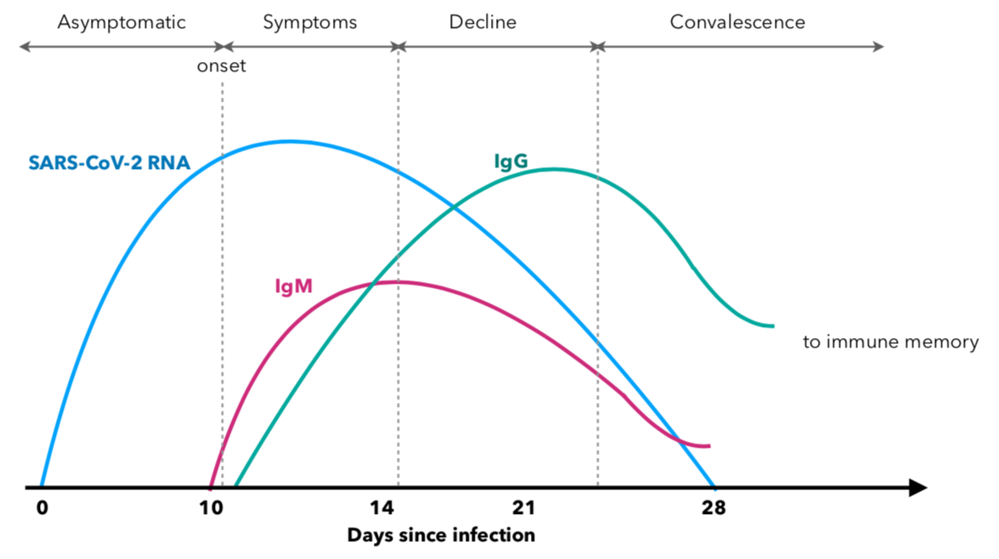 Asymptomatic
Symptoms
Decline
Convalescence
onset
SARS-CoV-2 RNA
IgG
IgM
to immune memory
0
10
14
21
28
Days since infection